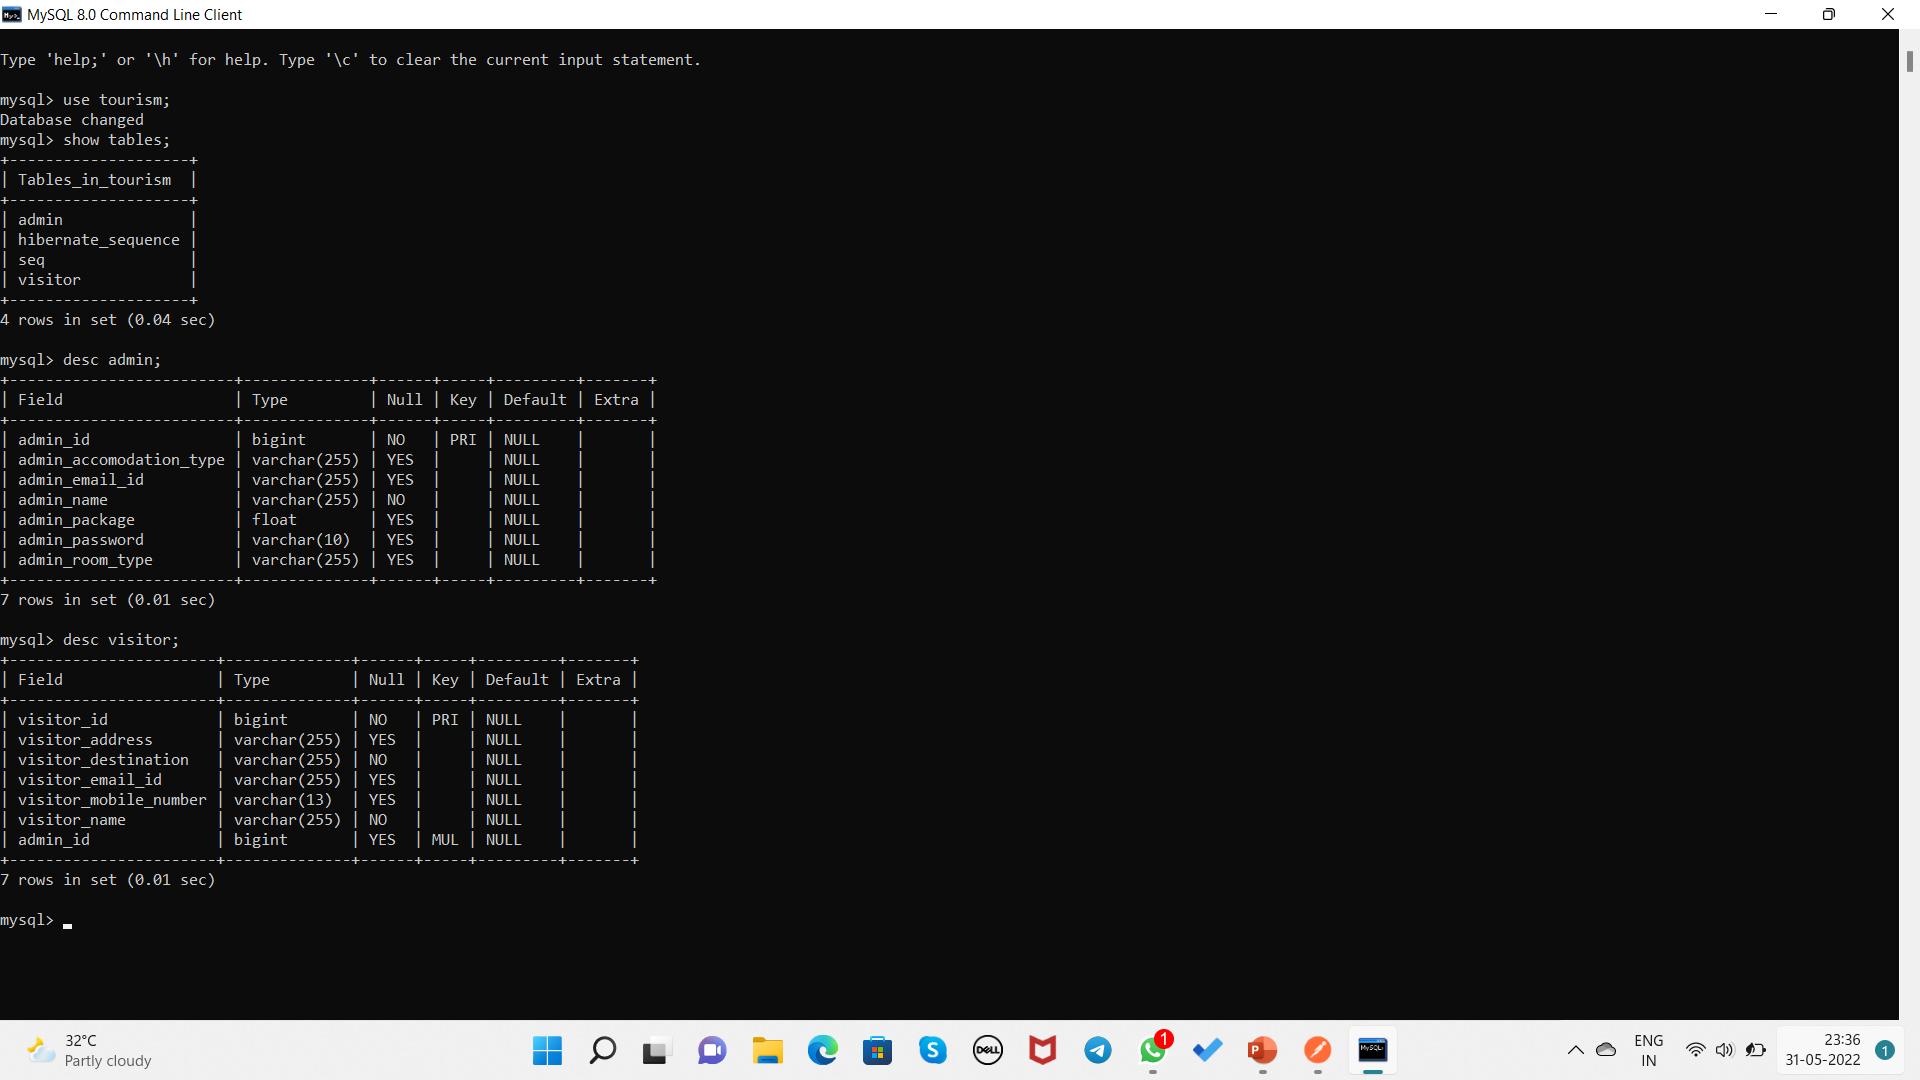 MySQL 8.0 Command Line Client
Type 'help;' or '\h' for help. Type '\c' to clear the current input statement.
mysql> use tourism;
Database changed
mysql> show tables;
+--------------------+
| Tables_in_tourism  |
+--------------------+
| admin              |
| hibernate_sequence |
| seq                |
| visitor            |
+--------------------+
4 rows in set (0.04 sec)
mysql> desc admin;
+-------------------------+--------------+------+-----+---------+-------+
| Field                   | Type         | Null | Key | Default | Extra |
+-------------------------+--------------+------+-----+---------+-------+
| admin_id                | bigint       | NO   | PRI | NULL    |       |
| admin_accomodation_type | varchar(255) | YES  |     | NULL    |       |
| admin_email_id          | varchar(255) | YES  |     | NULL    |       |
| admin_name              | varchar(255) | NO   |     | NULL    |       |
| admin_package           | float        | YES  |     | NULL    |       |
| admin_password          | varchar(10)  | YES  |     | NULL    |       |
| admin_room_type         | varchar(255) | YES  |     | NULL    |       |
+-------------------------+--------------+------+-----+---------+-------+
7 rows in set (0.01 sec)
mysql> desc visitor;
+-----------------------+--------------+------+-----+---------+-------+
| Field                 | Type         | Null | Key | Default | Extra |
+-----------------------+--------------+------+-----+---------+-------+
| visitor_id            | bigint       | NO   | PRI | NULL    |       |
| visitor_address       | varchar(255) | YES  |     | NULL    |       |
| visitor_destination   | varchar(255) | NO   |     | NULL    |       |
| visitor_email_id      | varchar(255) | YES  |     | NULL    |       |
| visitor_mobile_number | varchar(13)  | YES  |     | NULL    |       |
| visitor_name          | varchar(255) | NO   |     | NULL    |       |
| admin_id              | bigint       | YES  | MUL | NULL    |       |
+-----------------------+--------------+------+-----+---------+-------+
7 rows in set (0.01 sec)
mysql>
32°C
Partly cloudy
S
DELL
1
P
MySQL
ENG
IN
23:36
31-05-2022
1